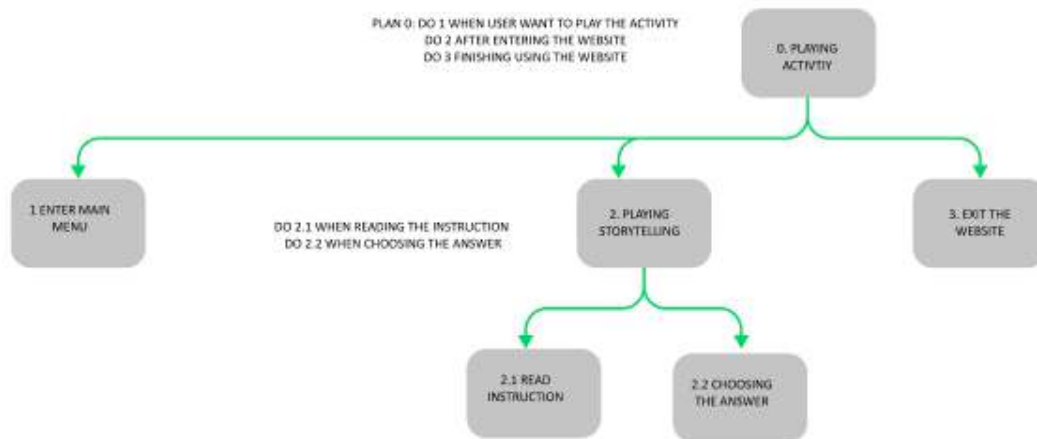 PLAN 0: DO 1 WHEN USER WANT TO PLAY THE ACTIVITY
DO 2 AFTER ENTERING THE WEBSITE
DO 3 FINISHING USING THE WEBSITE
0. PLAYING
ACTIVTIY
1 ENTER MAIN
MENU
DO 2.1 WHEN READING THE INSTRUCTION
DO 2.2 WHEN CHOOSING THE ANSWER
2. PLAYING
STORYTELLING
3. EXIT THE
WEBSITE
2.1 READ
INSTRUCTION
2.2 CHOOSING
THE ANSWER